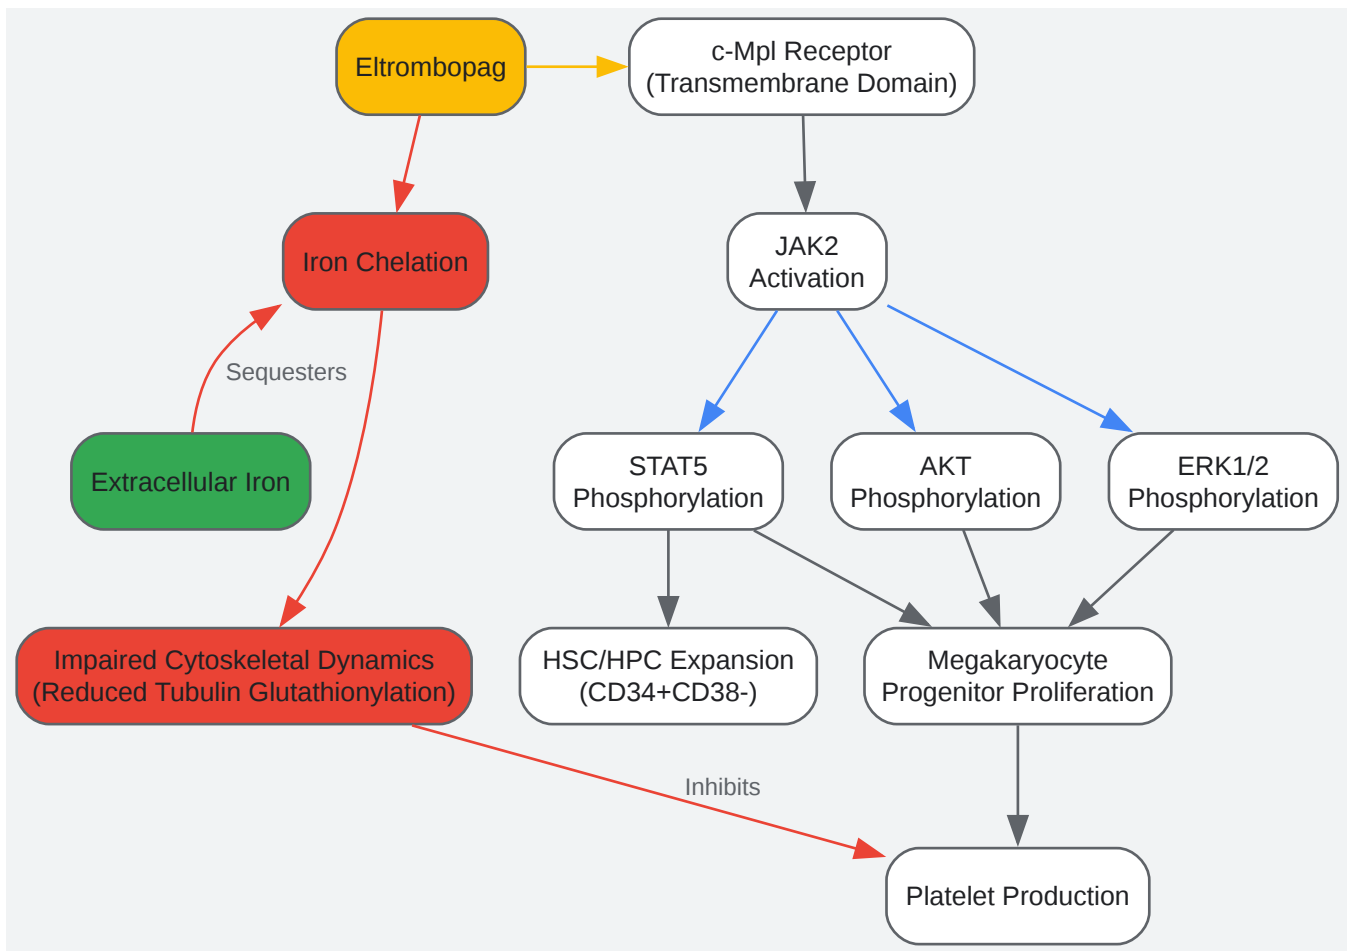 Eltrombopag
c-Mpl Receptor
(Transmembrane Domain)
Iron Chelation
JAK2
Activation
Sequesters
Extracellular Iron
STAT5
Phosphorylation
AKT
Phosphorylation
ERK1/2
Phosphorylation
Impaired Cytoskeletal Dynamics
(Reduced Tubulin Glutathionylation)
HSC/HPC Expansion
(CD34+CD38-)
Megakaryocyte
Progenitor Proliferation
Inhibits
Platelet Production